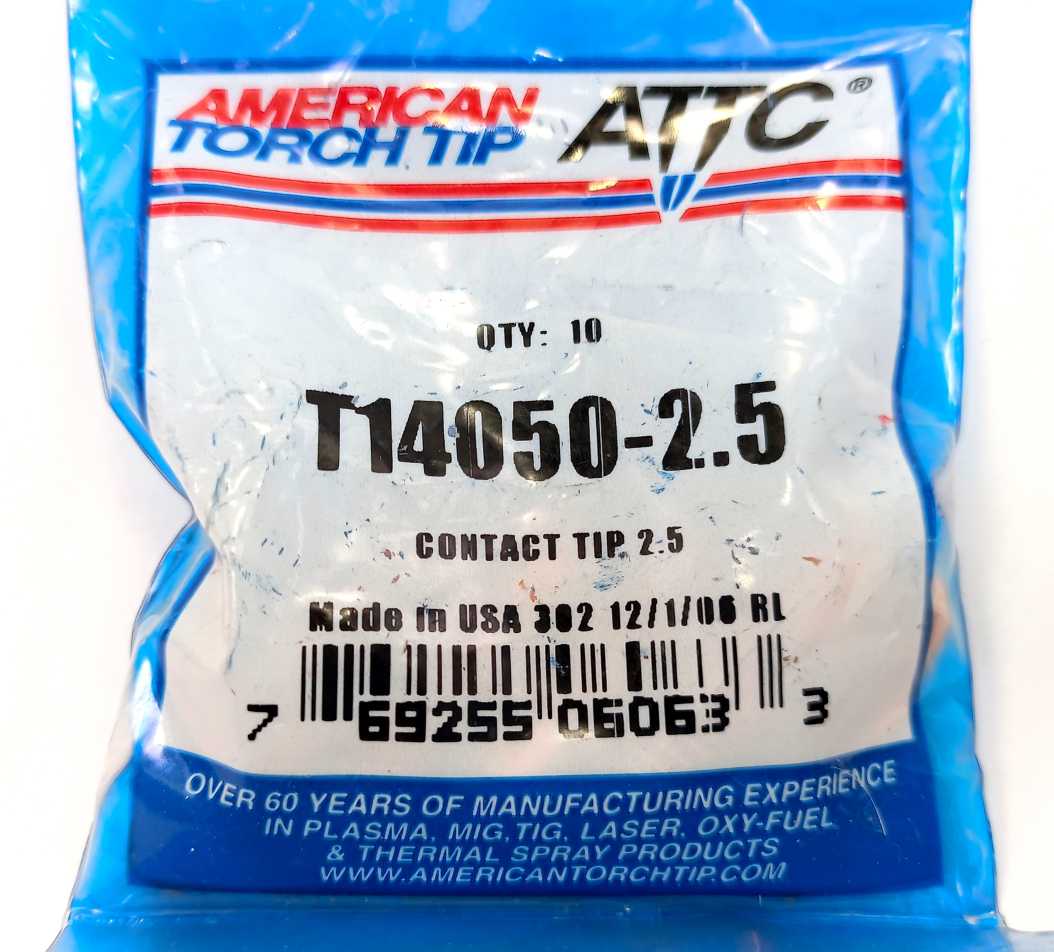 AMERICAN
TORCH TIP
ATTC®
QTY: 10
T14050-2.5
CONTACT TIP 2.5
Made in USA 302 12/1/06 RL
7 69255 06063 3
OVER 60 YEARS OF MANUFACTURING EXPERIENCE
IN PLASMA, MIG, TIG, LASER, OXY-FUEL
& THERMAL SPRAY PRODUCTS
WWW.AMERICANTORCHTIP.COM